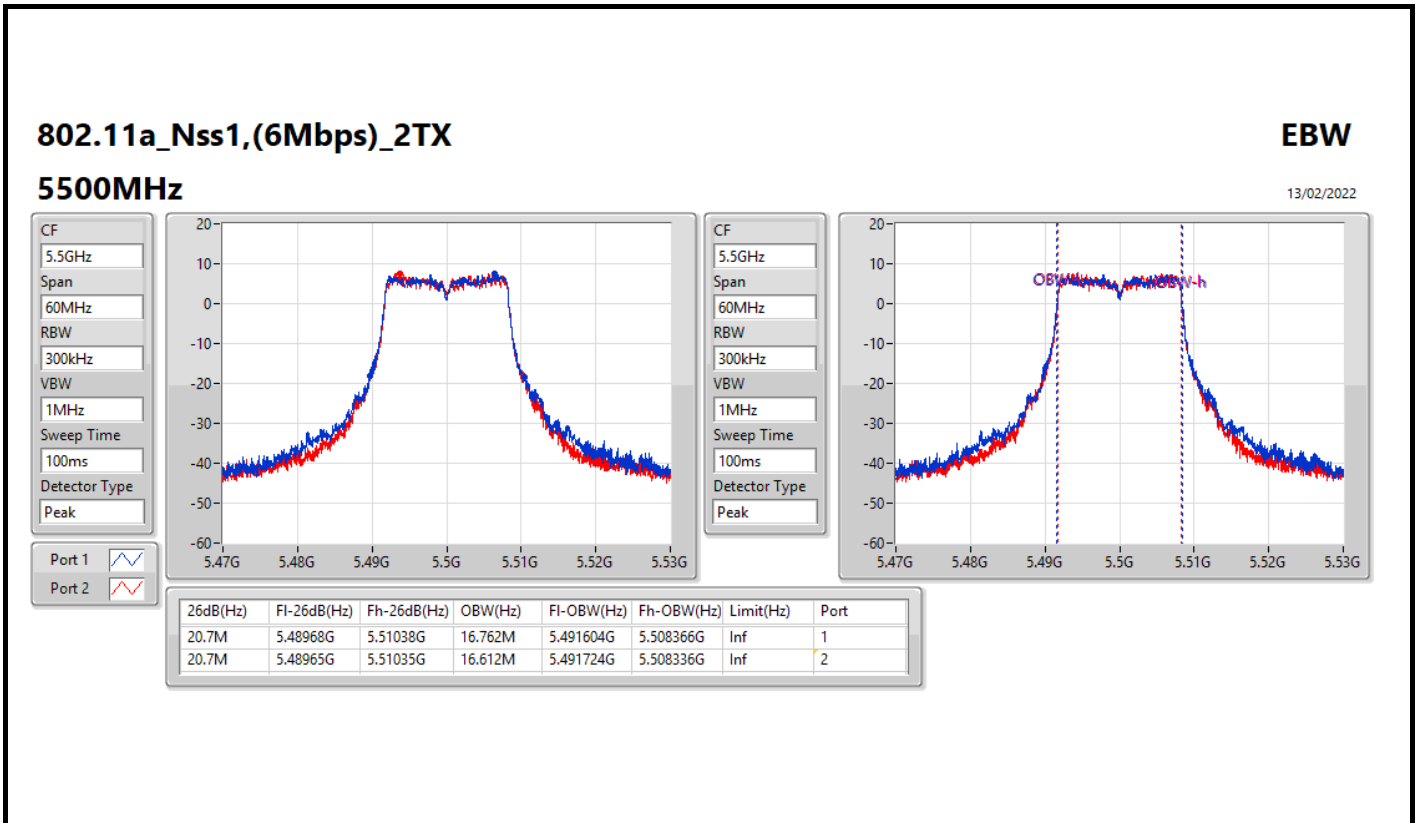 802.11a_Nss1,(6Mbps)_2TX
EBW
5500MHz
13/02/2022
CF
5.5GHz
Span
60MHz
RBW
300kHz
VBW
1MHz
Sweep Time
100ms
Detector Type
Peak
Port 1
Port 2
20
10
0
-10
-20
-30
-40
-50
-60
5.47G 5.48G 5.49G 5.5G 5.51G 5.52G 5.53G
CF
5.5GHz
Span
60MHz
RBW
300kHz
VBW
1MHz
Sweep Time
100ms
Detector Type
Peak
20
10
0
-10
-20
-30
-40
-50
-60
5.47G 5.48G 5.49G 5.5G 5.51G 5.52G 5.53G
26dB(Hz) Fl-26dB(Hz) Fh-26dB(Hz) OBW(Hz) Fl-OBW(Hz) Fh-OBW(Hz) Limit(Hz) Port
20.7M 5.48968G 5.51038G 16.762M 5.491604G 5.508366G Inf 1
20.7M 5.48965G 5.51035G 16.612M 5.491724G 5.508336G Inf 2